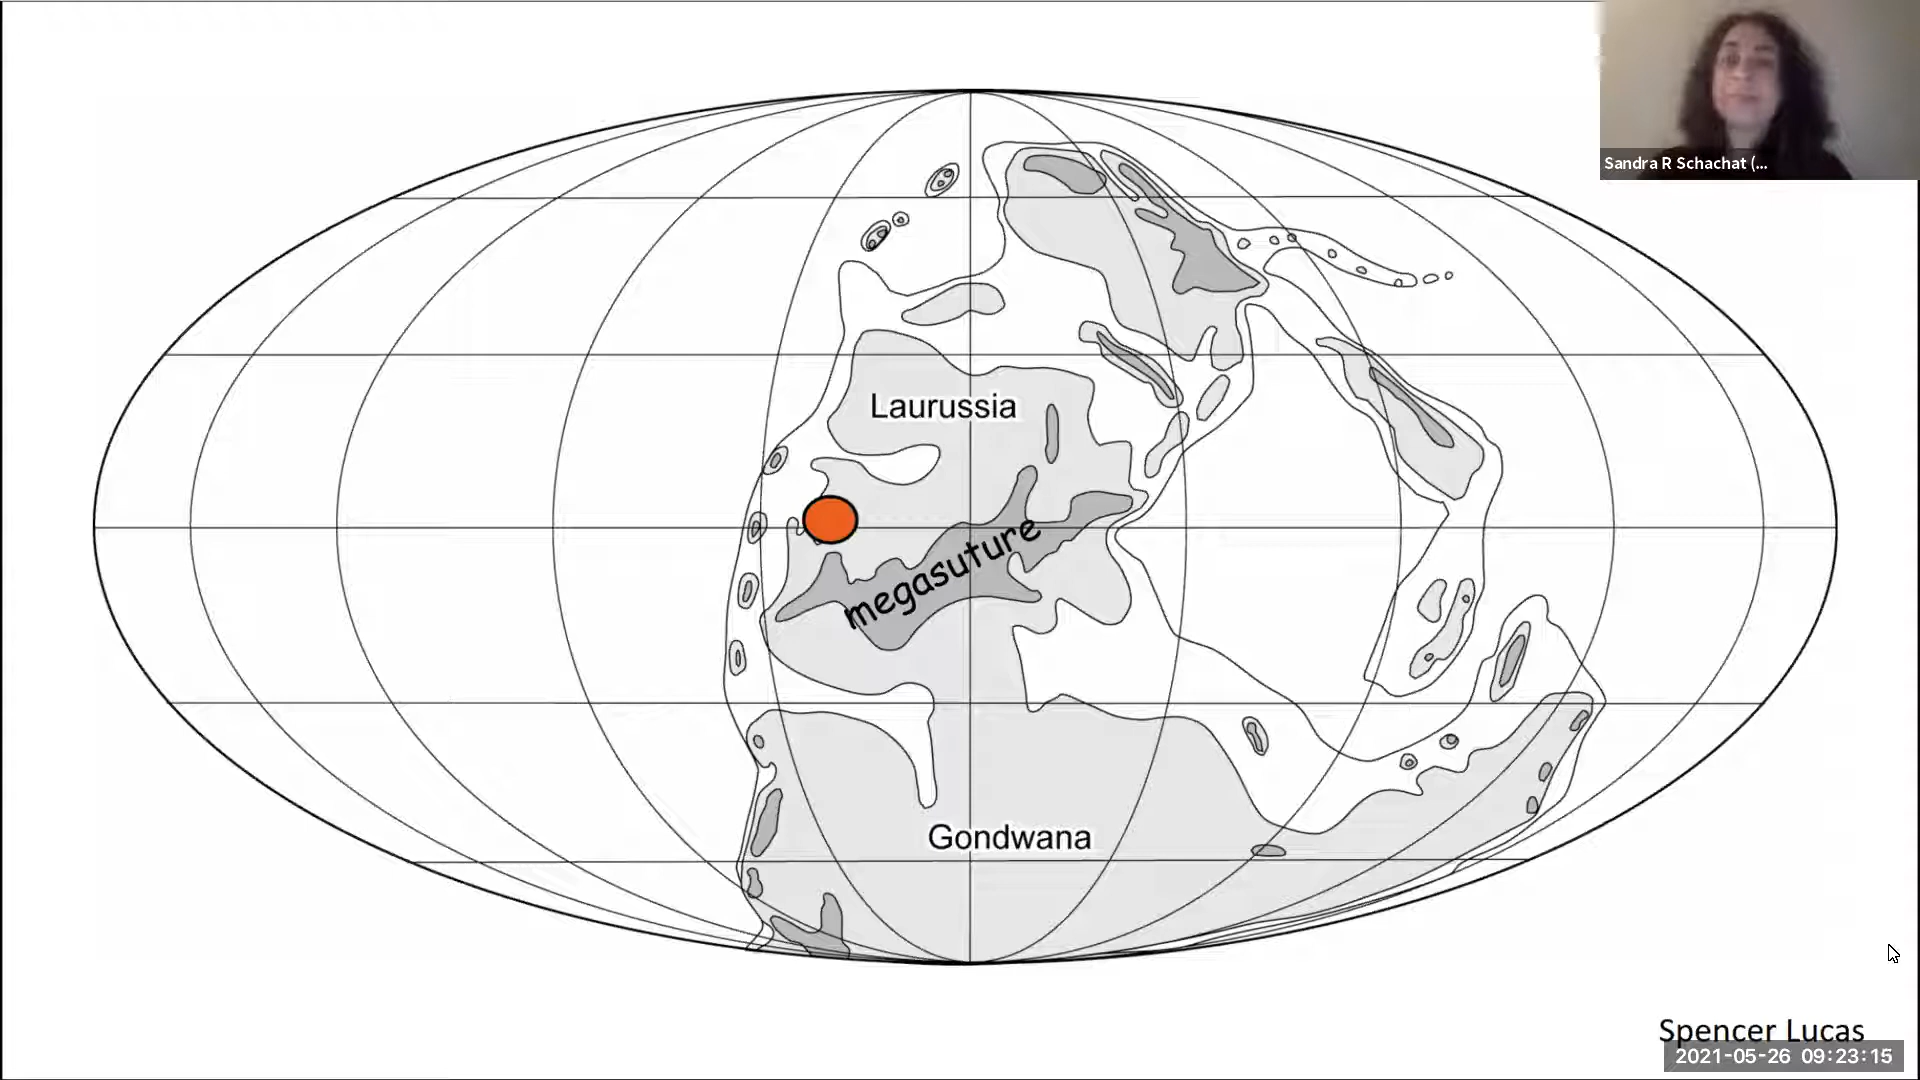 Sandra R Schachat (...
Laurussia
megasuture
Gondwana
Spencer Lucas
2021-05-26 09:23:15